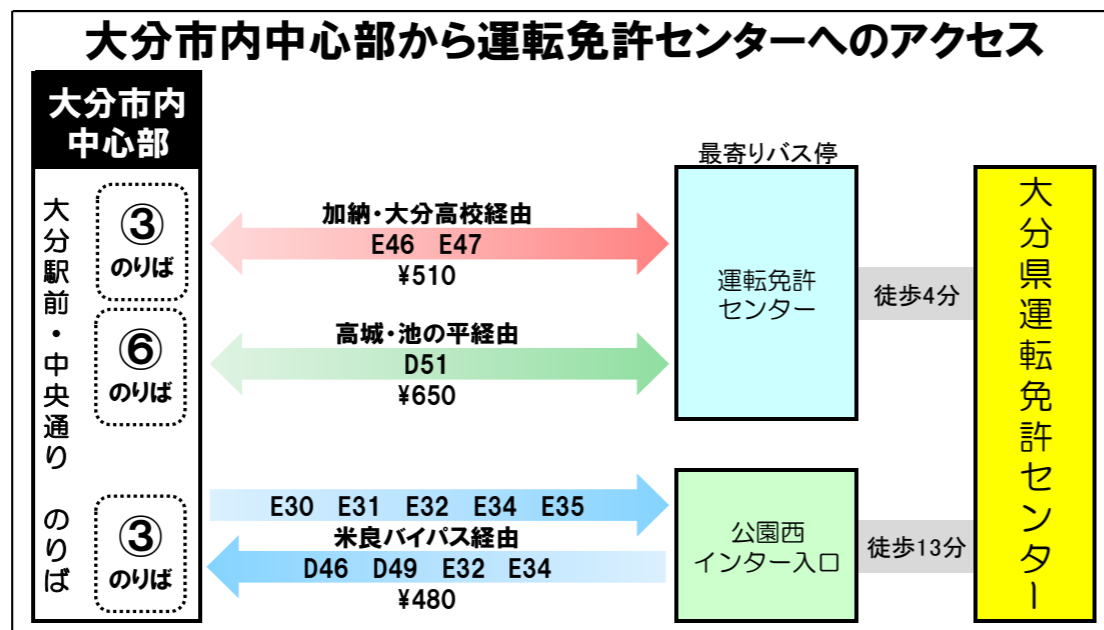 大分市内中心部から運転免許センターへのアクセス
大分市内
中心部
大分駅前・中央通り のりば
③
のりば
⑥
のりば
③
のりば
加納・大分高校経由
E46 E47
¥510
高城・池の平経由
D51
¥650
E30 E31 E32 E34 E35
米良バイパス経由
D46 D49 E32 E34
¥480
最寄りバス停
運転免許
センター
公園西
インター入口
徒歩4分
徒歩13分
大分県運転免許センター